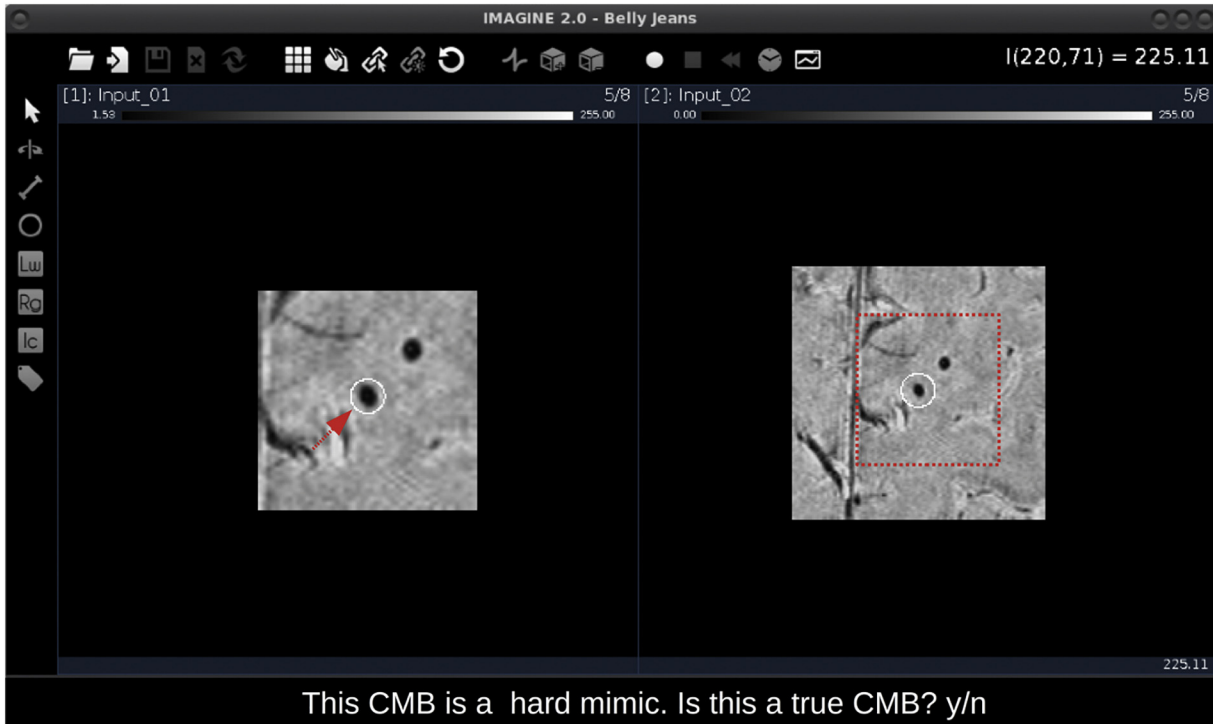 IMAGINE 2.0 - Belly Jeans
I(220,71) = 225.11
[1]: Input_01 5/8 [2]: Input_02 5/8
1.53 255.00 0.00 255.00
Lw
Rg
Ic
225.11
This CMB is a  hard mimic. Is this a true CMB? y/n